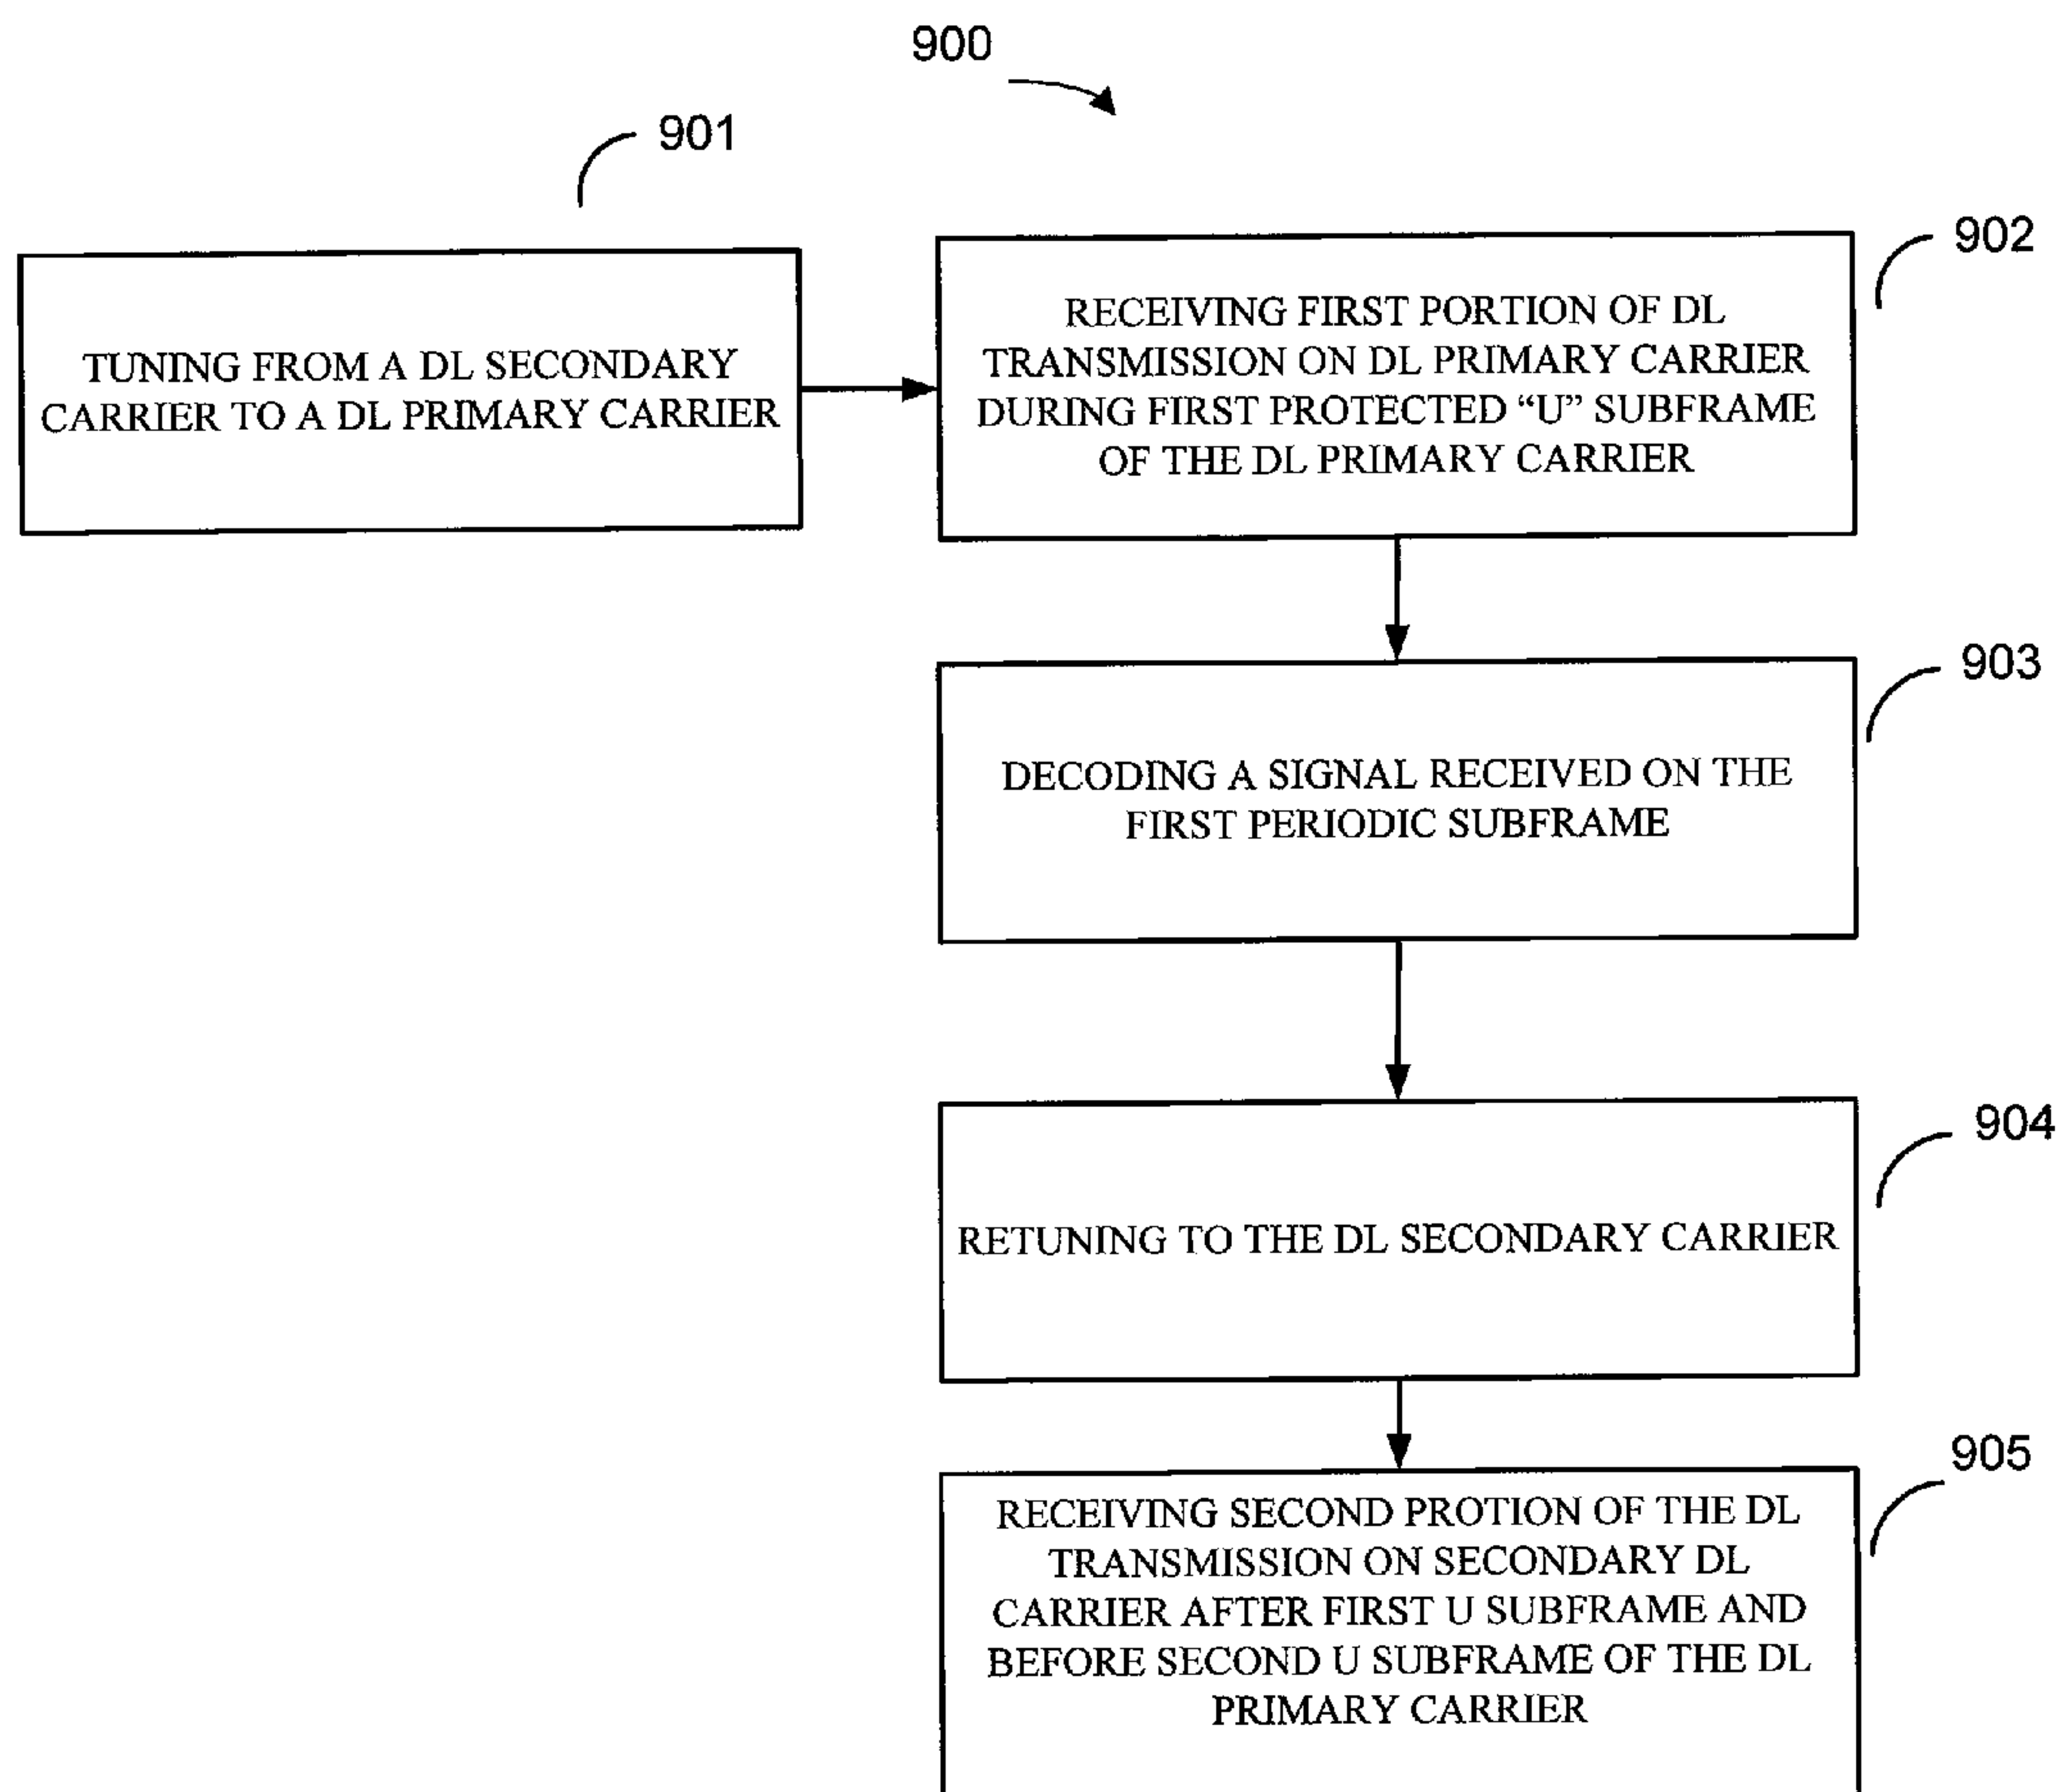 900
901
TUNING FROM A DL SECONDARY
CARRIER TO A DL PRIMARY CARRIER
902
RECEIVING FIRST PORTION OF DL
TRANSMISSION ON DL PRIMARY CARRIER
DURING FIRST PROTECTED “U” SUBFRAME
OF THE DL PRIMARY CARRIER
903
DECODING A SIGNAL RECEIVED ON THE
FIRST PERIODIC SUBFRAME
904
RETUNING TO THE DL SECONDARY CARRIER
905
RECEIVING SECOND PROTION OF THE DL
TRANSMISSION ON SECONDARY DL
CARRIER AFTER FIRST U SUBFRAME AND
BEFORE SECOND U SUBFRAME OF THE DL
PRIMARY CARRIER